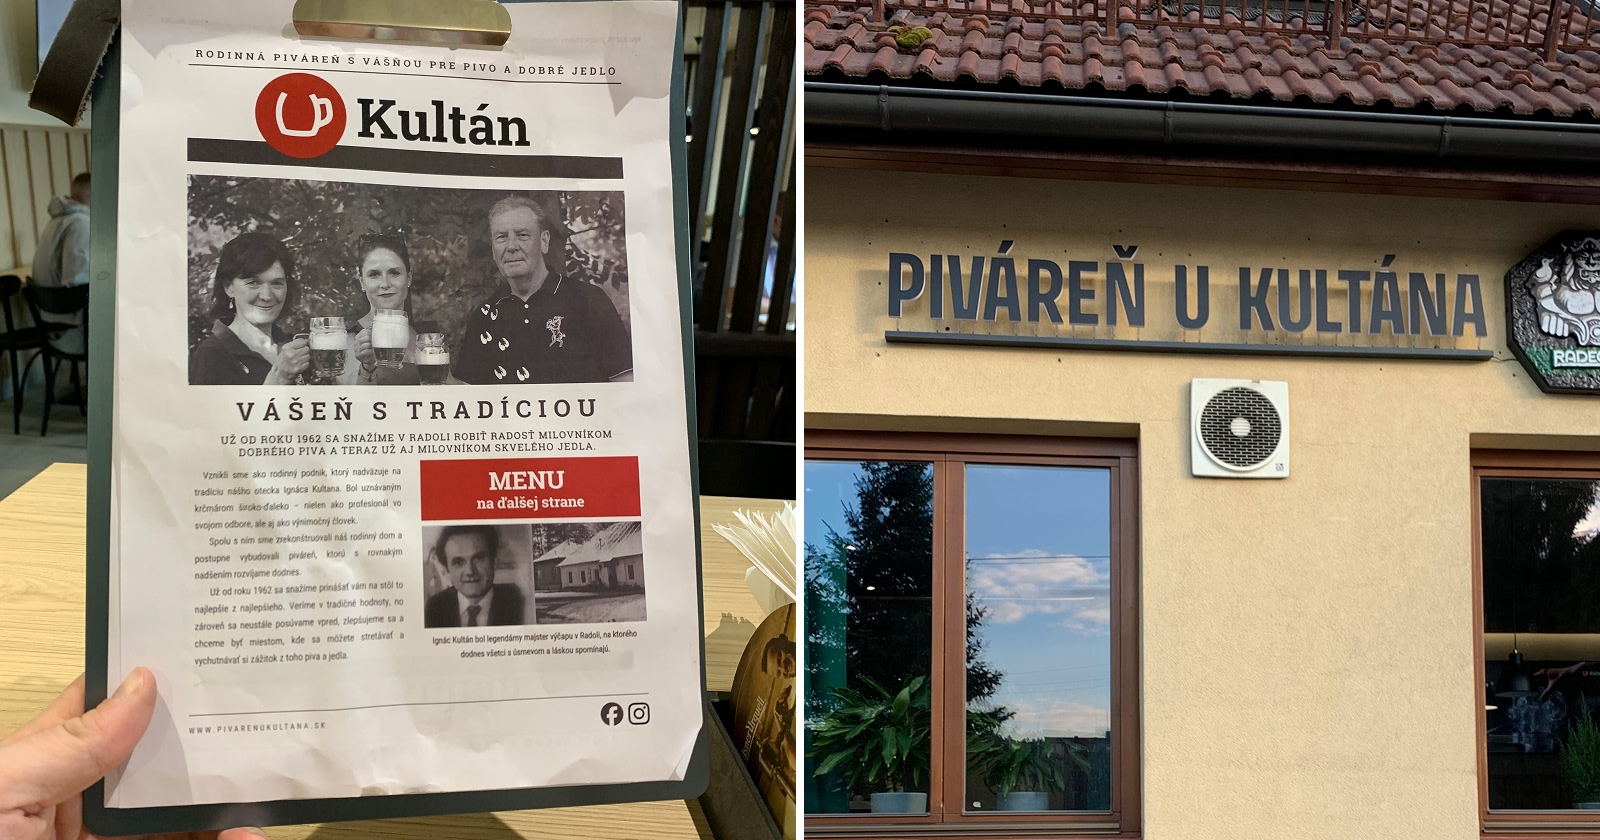 RODINNÁ PIVÁREŇ S VÁŠŇOU PRE PIVO A DOBRÉ JEDLO
Kultán
VÁŠEŇ S TRADÍCIOU
UŽ OD ROKU 1962 SA SNAŽÍME V RADOLI ROBIŤ RADOSŤ MILOVNÍKOM
DOBRÉHO PIVA A TERAZ UŽ AJ MILOVNÍKOM SKVELÉHO JEDLA.
Vznikli sme ako rodinný podnik, ktorý nadväzuje na
tradíciu nášho otecka Ignáca Kultana. Bol uznávaným
krčmárom široko-ďaleko – nielen ako profesionál vo
svojom odbore, ale aj ako výnimočný človek.
Spolu s ním sme zrekonštruovali náš rodinný dom a
postupne vybudovali piváreň, ktorú s rovnakým
nadšením rozvíjame dodnes.
Už od roku 1962 sa snažíme prinášať vám na stôl to
najlepšie z najlepšieho. Veríme v tradičné hodnoty, no
zároveň sa neustále posúvame vpred, zlepšujeme sa a
chceme byť miestom, kde sa môžete stretávať a
vychutnávať si zážitok z toho piva a jedla.
MENU
na ďalšej strane
Ignác Kultán bol legendárny majster výčapu v Radoli, na ktorého
dodnes všetci s úsmevom a láskou spomínajú.
WWW.PIVARENUKULTANA.SK
PIVÁREŇ U KULTÁNA